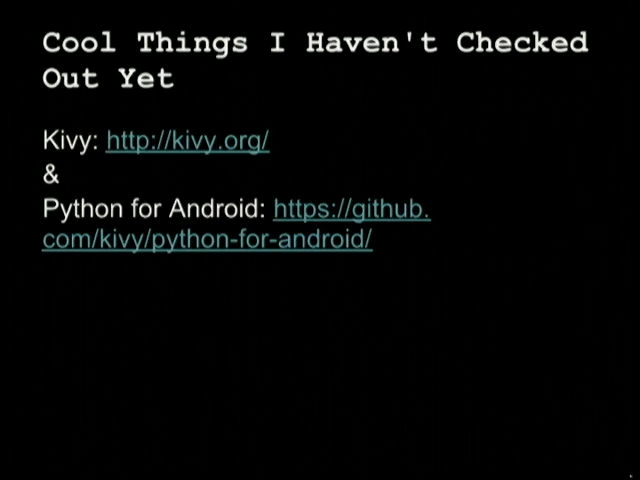 Cool Things I Haven't Checked
Out Yet
Kivy: http://kivy.org/
&
Python for Android: https://github.
com/kivy/python-for-android/